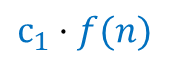 c₁ · f(n)